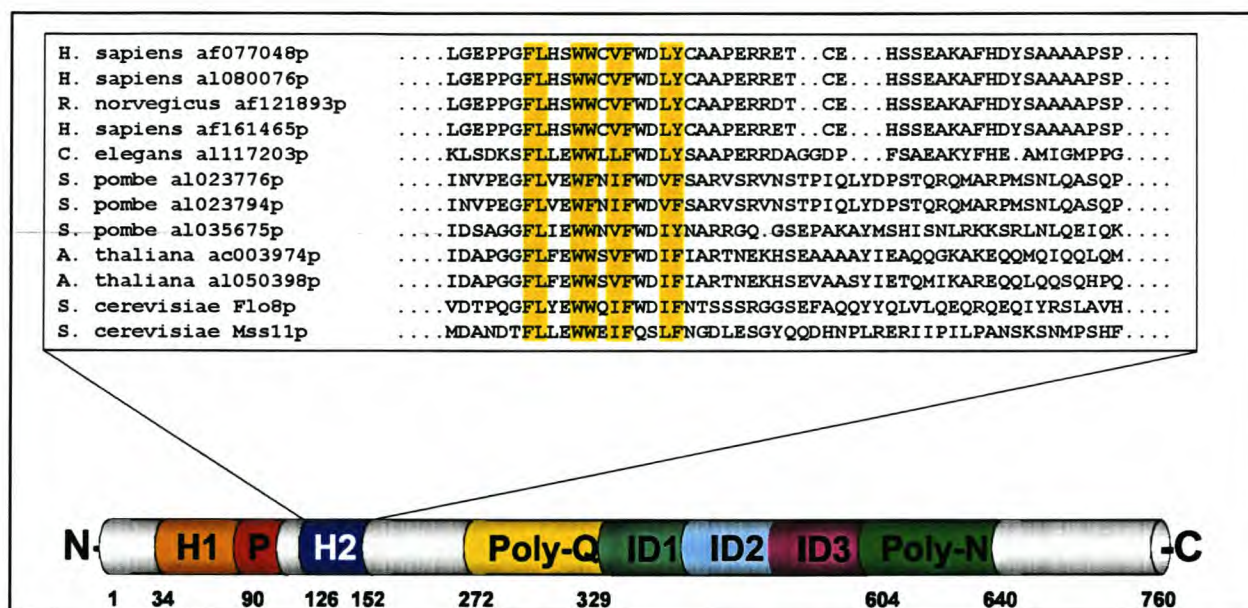 H. sapiens af077048p ....LGEPPGFLHSWWCVFWDLYCAAPERRET..CE...HSSEAKAFHDYSAAAAPSP....
H. sapiens al080076p ....LGEPPGFLHSWWCVFWDLYCAAPERRET..CE...HSSEAKAFHDYSAAAAPSP....
R. norvegicus af121893p ....LGEPPGFLHSWWCVFWDLYCAAPERRDT..CE...HSSEAKAFHDYSAAAAPSP....
H. sapiens af161465p ....LGEPPGFLHSWWCVFWDLYCAAPERRET..CE...HSSEAKAFHDYSAAAAPSP....
C. elegans al117203p ....KLSDKSFLLEWWLLFWDLYSAAPERRDAGGDP...FSAEAKYFHE.AMIGMPPG....
S. pombe al023776p ....INVPEGFLVEWFNIFWDVFSARVSRVNSTPIQLYDPSTQRQMARPMSNLQASQP....
S. pombe al023794p ....INVPEGFLVEWFNIFWDVFSARVSRVNSTPIQLYDPSTQRQMARPMSNLQASQP....
S. pombe al035675p ....IDSAGGFLIEWWNVFWDIYNARRGQ.GSEPAKAYMSHISNLRKKSRLNLQEIQK....
A. thaliana ac003974p ....IDAPGGFLFEWWSVFWDIFIARTNEKHSEAAAAYIEAQQGKAKEQQMQIQQLQM....
A. thaliana al050398p ....IDAPGGFLFEWWSVFWDIFIARTNEKHSEVAASYIETQMIKAREQQLQQSQHPQ....
S. cerevisiae Flo8p ....VDTPQGFLYEWWQIFWDIFNTSSSRGGSEFAQQYYQLVLQEQRQEQIYRSLAVH....
S. cerevisiae Mss11p ....MDANDTFLLEWWEIFQSLFNGDLESGYQQDHNPLRERIIPILPANSKSNMPSHF....
N- H1 P H2 Poly-Q ID1 ID2 ID3 Poly-N -C
1 34 90 126 152 272 329 604 640 760